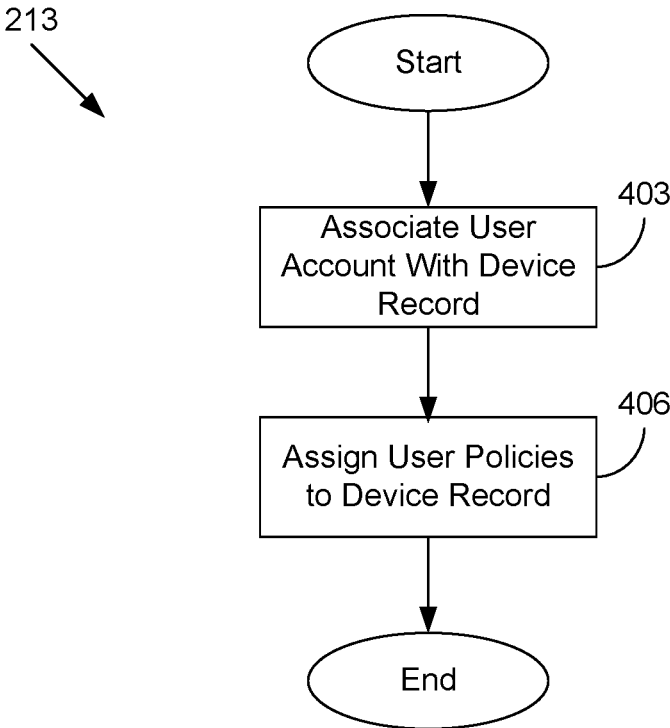 213
Start
403
Associate User
Account With Device
Record
406
Assign User Policies
to Device Record
End